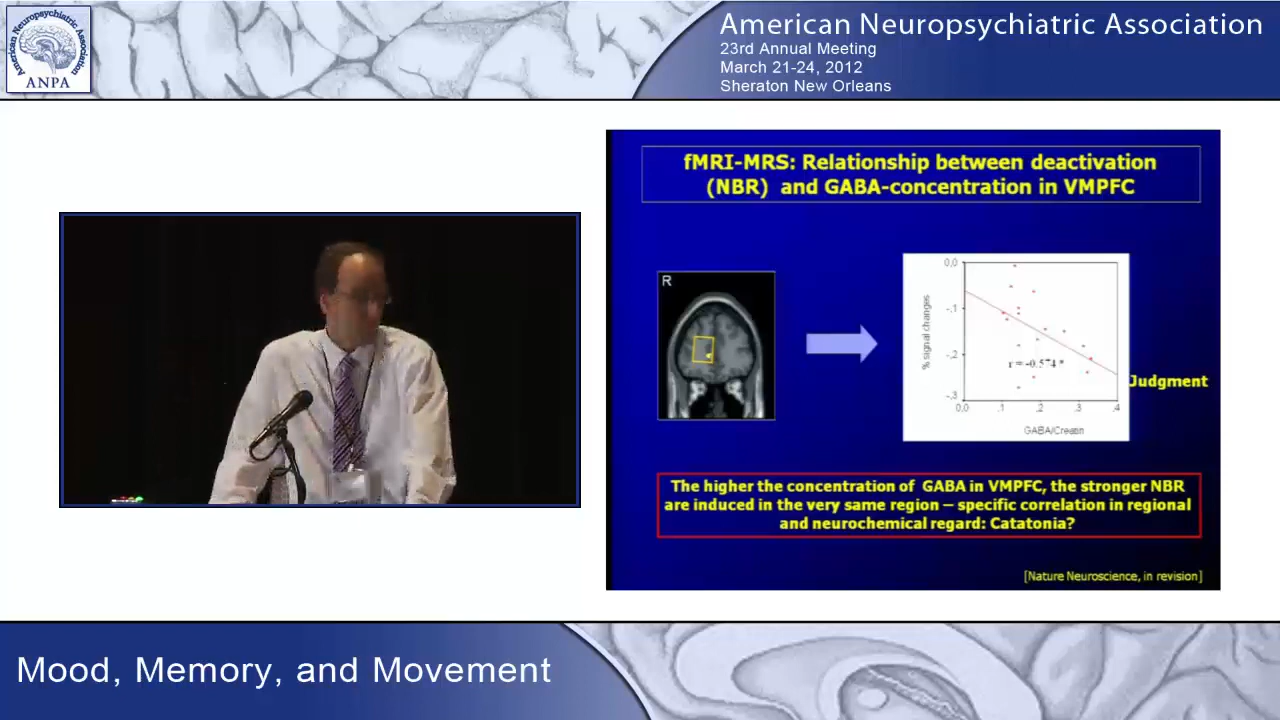 American Neuropsychiatric Association
ANPA
American Neuropsychiatric Association
23rd Annual Meeting
March 21-24, 2012
Sheraton New Orleans
fMRI-MRS: Relationship between deactivation
(NBR) and GABA-concentration in VMPFC
R
0,0
-,1
-,2
-,3
% signal changes
r = -0.574 *
0,0 .1 .2 .3 .4
GABA/Creatin
Judgment
The higher the concentration of GABA in VMPFC, the stronger NBR
are induced in the very same region – specific correlation in regional
and neurochemical regard: Catatonia?
[Nature Neuroscience, in revision]
Mood, Memory, and Movement